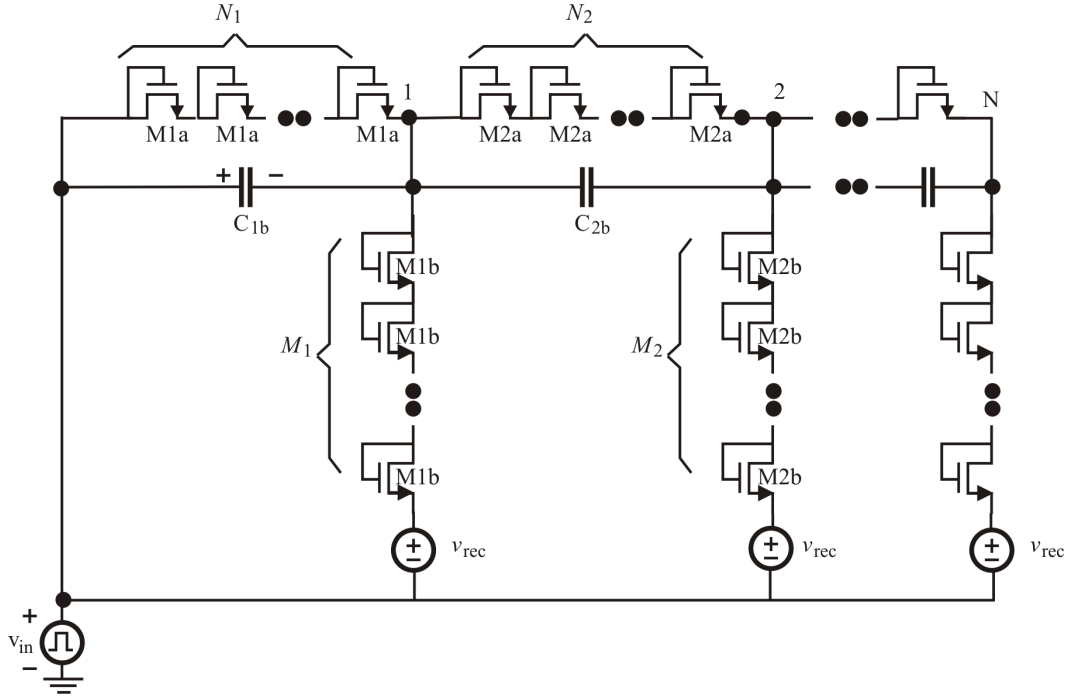 N₁ N₂
1 2 N
M1a M1a M1a M2a M2a M2a
+ −
C₁b C₂b
M1b M2b
M1b M2b
M₁ M₂
M1b M2b
+ + +
− − −
vrec vrec vrec
+
vin
−